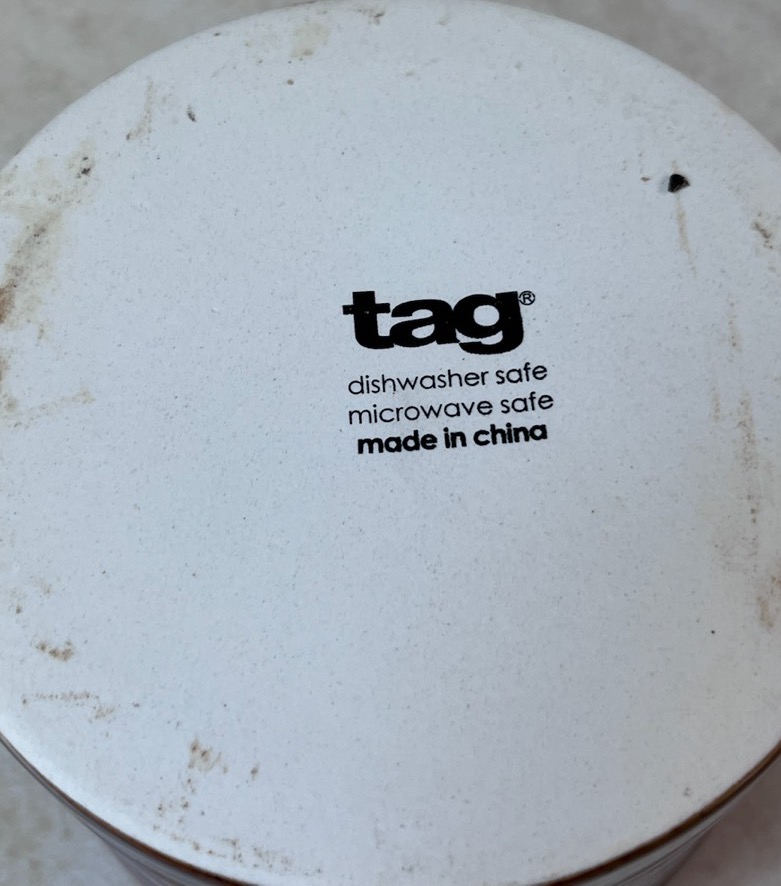 tag®
dishwasher safe
microwave safe
made in china